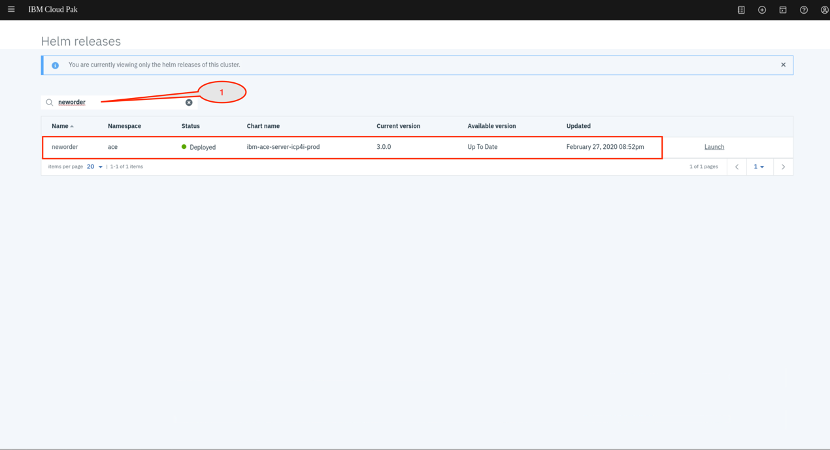 IBM Cloud Pak
Helm releases
You are currently viewing only the helm releases of this cluster.
1
neworder
Name Namespace Status Chart name Current version Available version Updated
neworder ace Deployed ibm-ace-server-icp4i-prod 3.0.0 Up To Date February 27, 2020 08:52pm Launch
items per page 20 | 1-1 of 1 items 1 of 1 pages 1